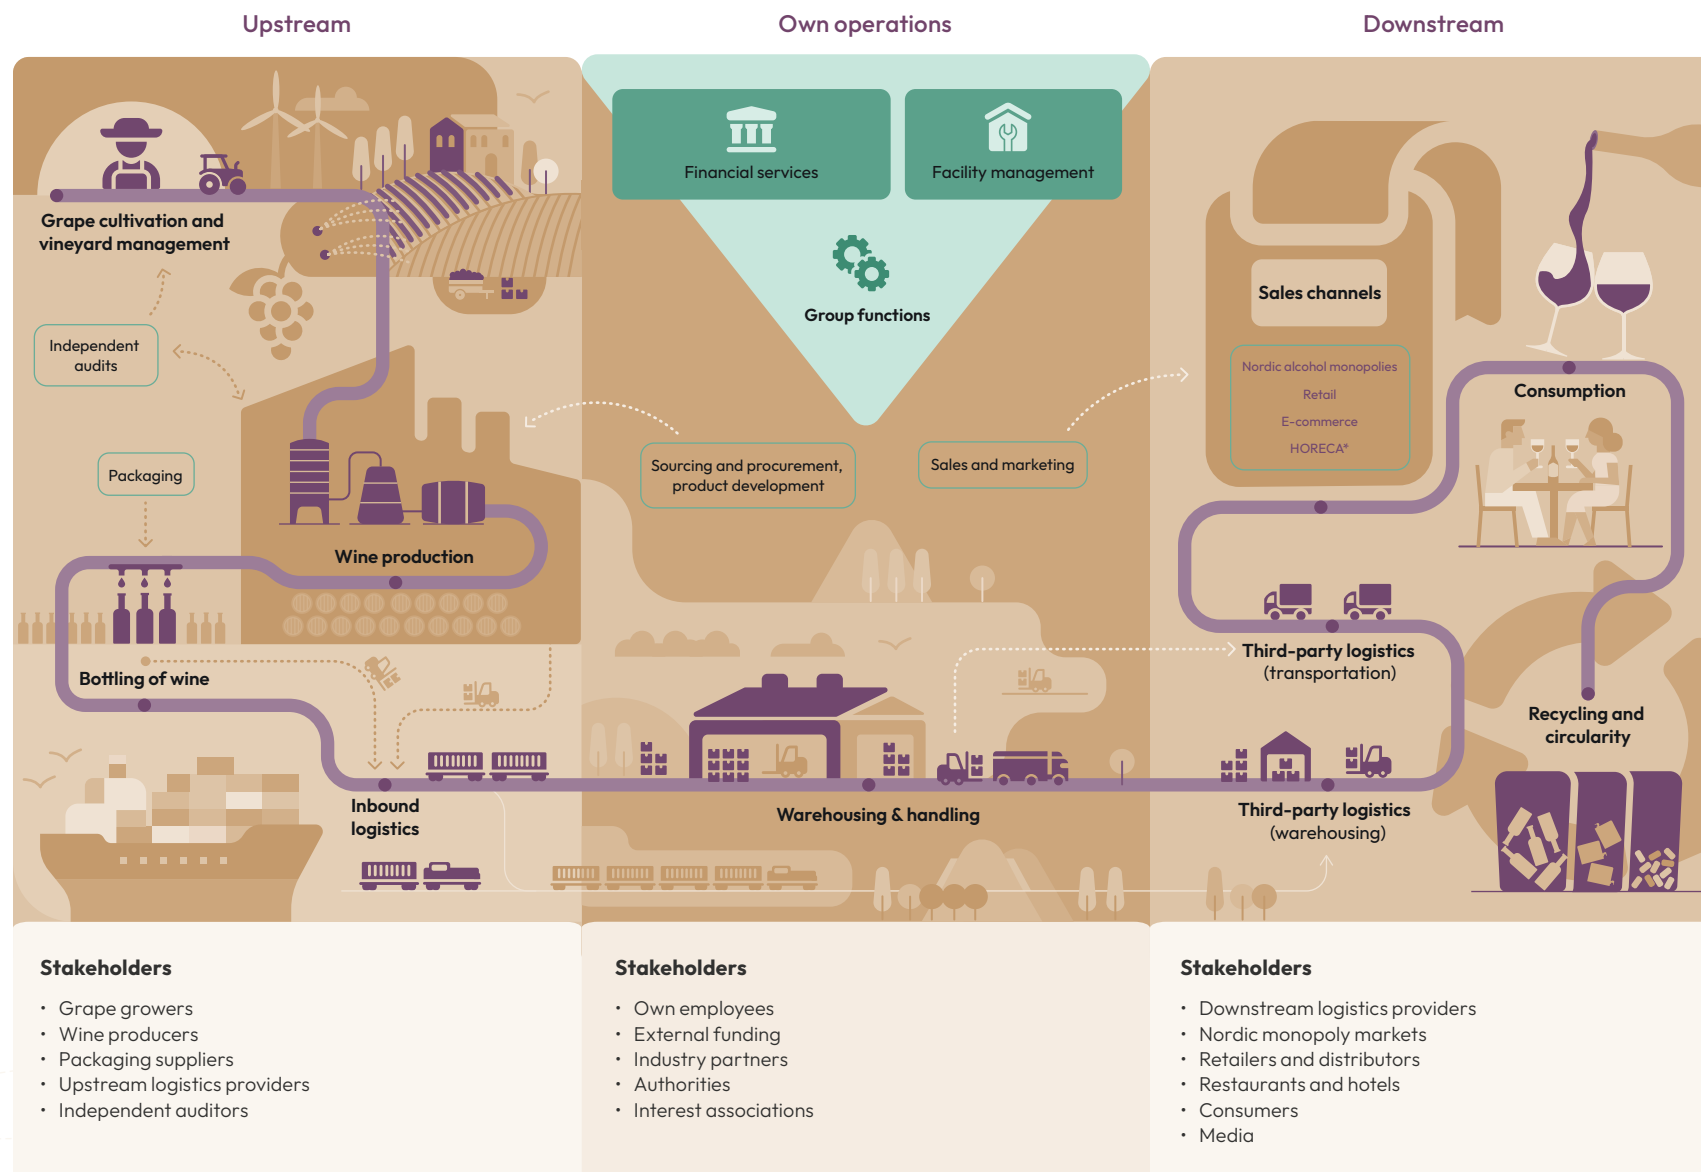 Upstream
Own operations
Downstream
Grape cultivation and
vineyard management
Independent
audits
Packaging
Wine production
Bottling of wine
Inbound
logistics
Financial services
Facility management
Group functions
Sourcing and procurement,
product development
Sales and marketing
Warehousing & handling
Sales channels
Nordic alcohol monopolies
Retail
E-commerce
HORECA*
Consumption
Third-party logistics
(transportation)
Recycling and
circularity
Third-party logistics
(warehousing)
Stakeholders
• Grape growers
• Wine producers
• Packaging suppliers
• Upstream logistics providers
• Independent auditors
Stakeholders
• Own employees
• External funding
• Industry partners
• Authorities
• Interest associations
Stakeholders
• Downstream logistics providers
• Nordic monopoly markets
• Retailers and distributors
• Restaurants and hotels
• Consumers
• Media